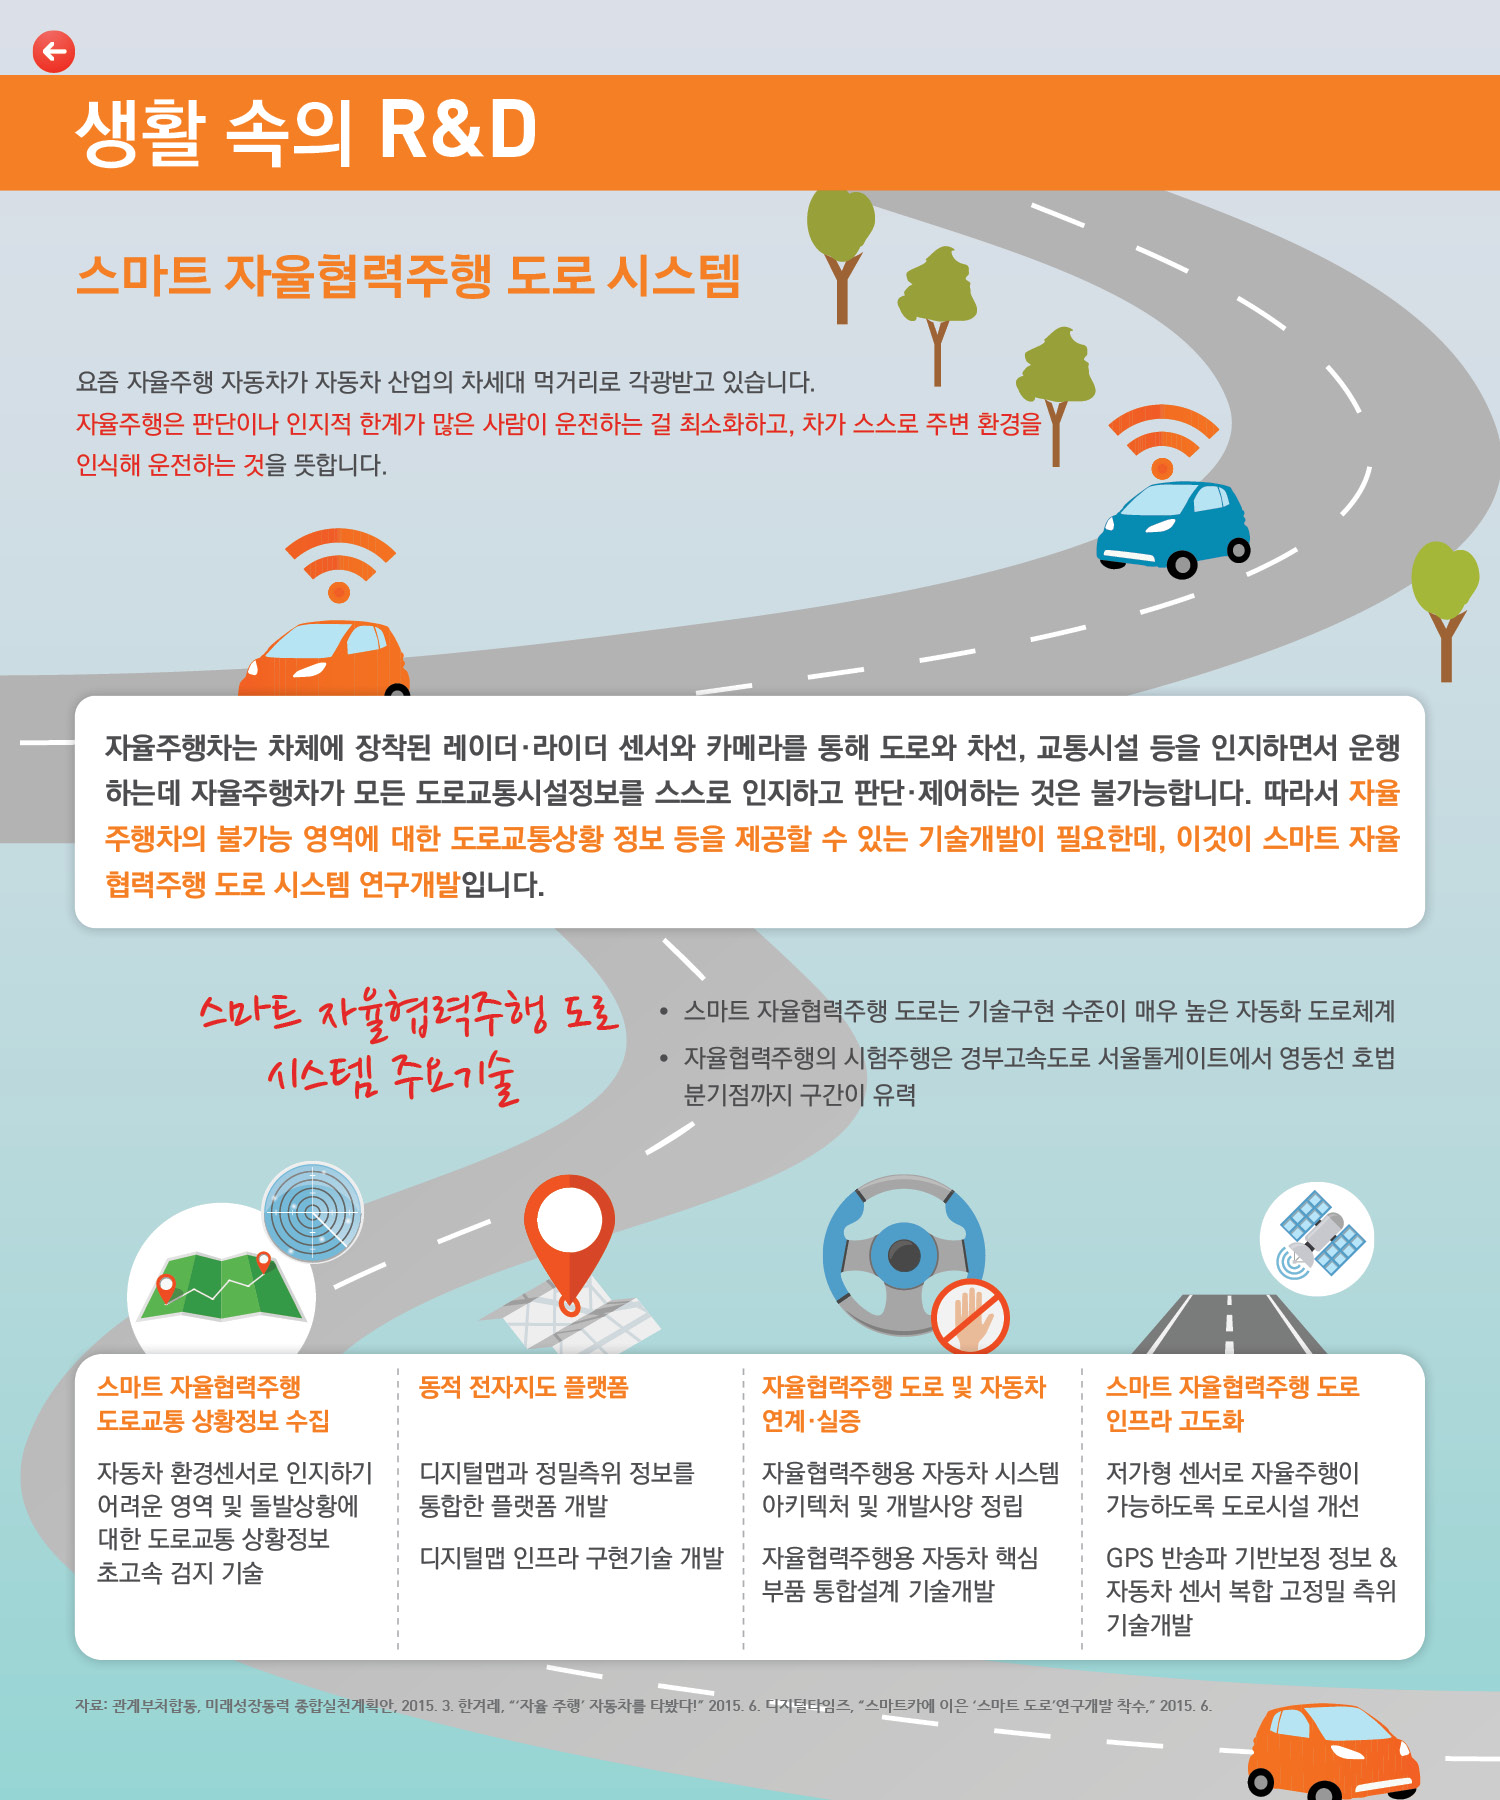 생활 속의 R&D
스마트 자율협력주행 도로 시스템
요즘 자율주행 자동차가 자동차 산업의 차세대 먹거리로 각광받고 있습니다.
자율주행은 판단이나 인지적 한계가 많은 사람이 운전하는 걸 최소화하고, 차가 스스로 주변 환경을
인식해 운전하는 것을 뜻합니다.
자율주행차는 차체에 장착된 레이더·라이더 센서와 카메라를 통해 도로와 차선, 교통시설 등을 인지하면서 운행
하는데 자율주행차가 모든 도로교통시설정보를 스스로 인지하고 판단·제어하는 것은 불가능합니다. 따라서 자율
주행차의 불가능 영역에 대한 도로교통상황 정보 등을 제공할 수 있는 기술개발이 필요한데, 이것이 스마트 자율
협력주행 도로 시스템 연구개발입니다.
스마트 자율협력주행 도로
시스템 주요기술
• 스마트 자율협력주행 도로는 기술구현 수준이 매우 높은 자동화 도로체계
• 자율협력주행의 시험주행은 경부고속도로 서울톨게이트에서 영동선 호법
분기점까지 구간이 유력
스마트 자율협력주행
도로교통 상황정보 수집
자동차 환경센서로 인지하기
어려운 영역 및 돌발상황에
대한 도로교통 상황정보
초고속 검지 기술
동적 전자지도 플랫폼
디지털맵과 정밀측위 정보를
통합한 플랫폼 개발
디지털맵 인프라 구현기술 개발
자율협력주행 도로 및 자동차
연계·실증
자율협력주행용 자동차 시스템
아키텍처 및 개발사양 정립
자율협력주행용 자동차 핵심
부품 통합설계 기술개발
스마트 자율협력주행 도로
인프라 고도화
저가형 센서로 자율주행이
가능하도록 도로시설 개선
GPS 반송파 기반보정 정보 &
자동차 센서 복합 고정밀 측위
기술개발
자료: 관계부처합동, 미래성장동력 종합실천계획안, 2015. 3. 한겨레, “‘자율 주행’ 자동차를 타봤다!” 2015. 6. 디지털타임즈, “스마트카에 이은 ‘스마트 도로’연구개발 착수,” 2015. 6.